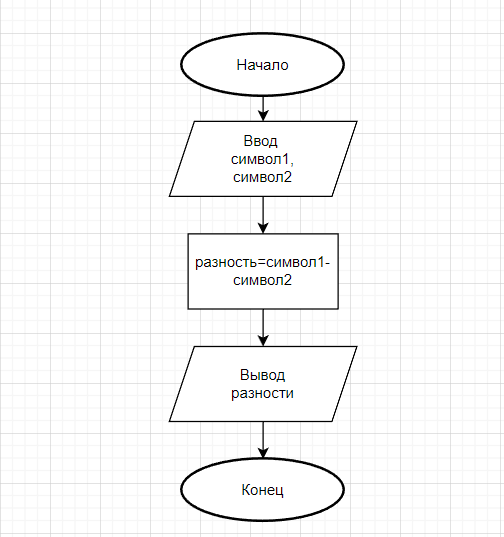 Начало
Ввод
символ1,
символ2
разность=символ1-
символ2
Вывод
разности
Конец